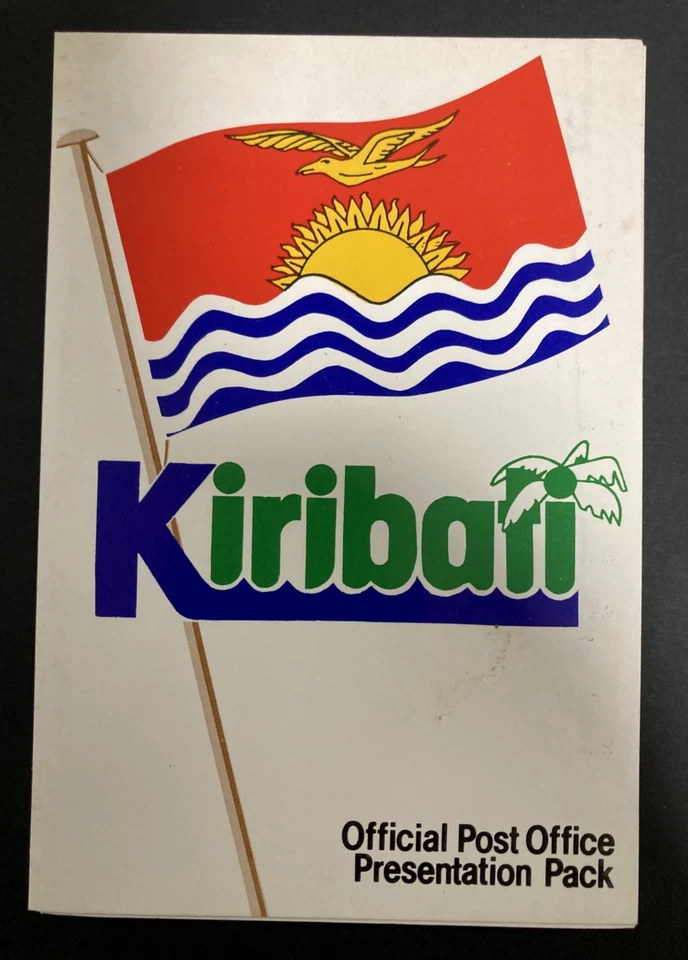 Kiribati
Official Post Office
Presentation Pack